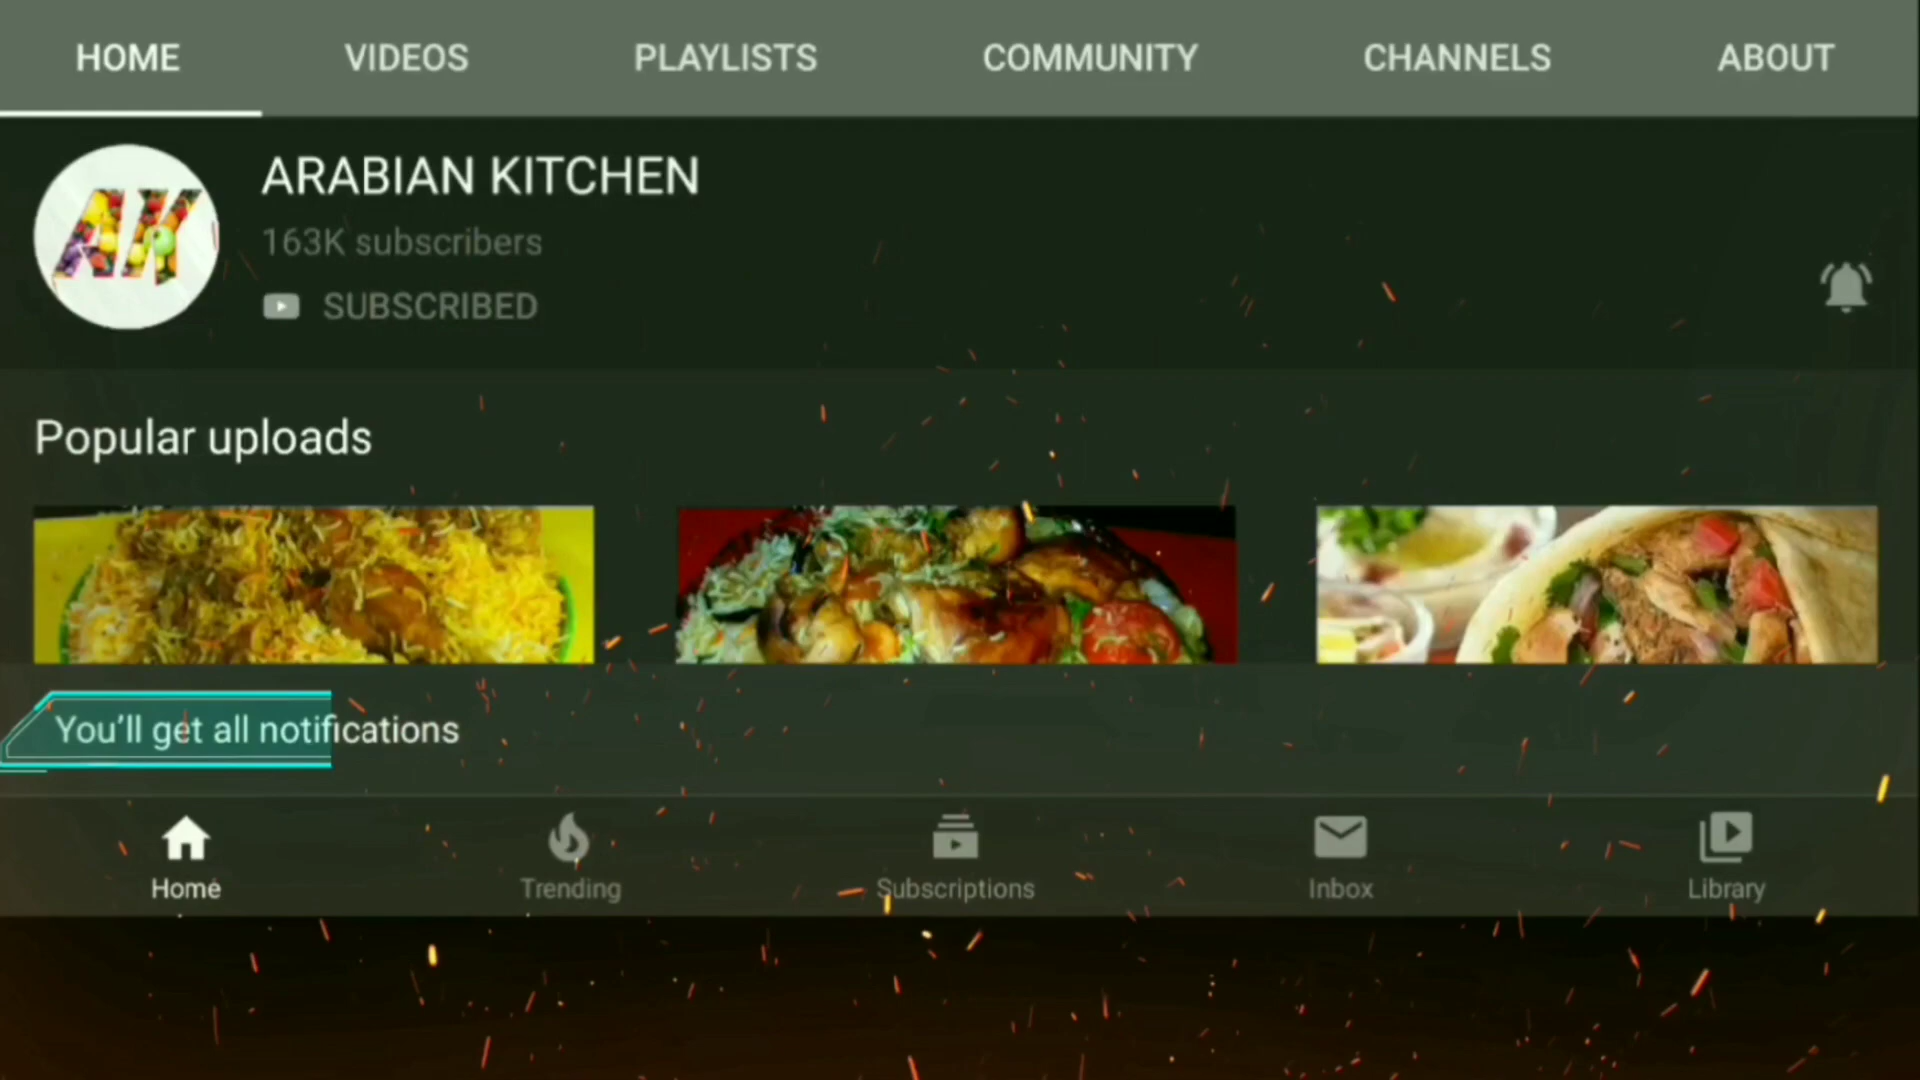 HOME VIDEOS PLAYLISTS COMMUNITY CHANNELS ABOUT
AK
ARABIAN KITCHEN
163K subscribers
SUBSCRIBED
Popular uploads
You’ll get all notifications
Home Trending Subscriptions Inbox Library